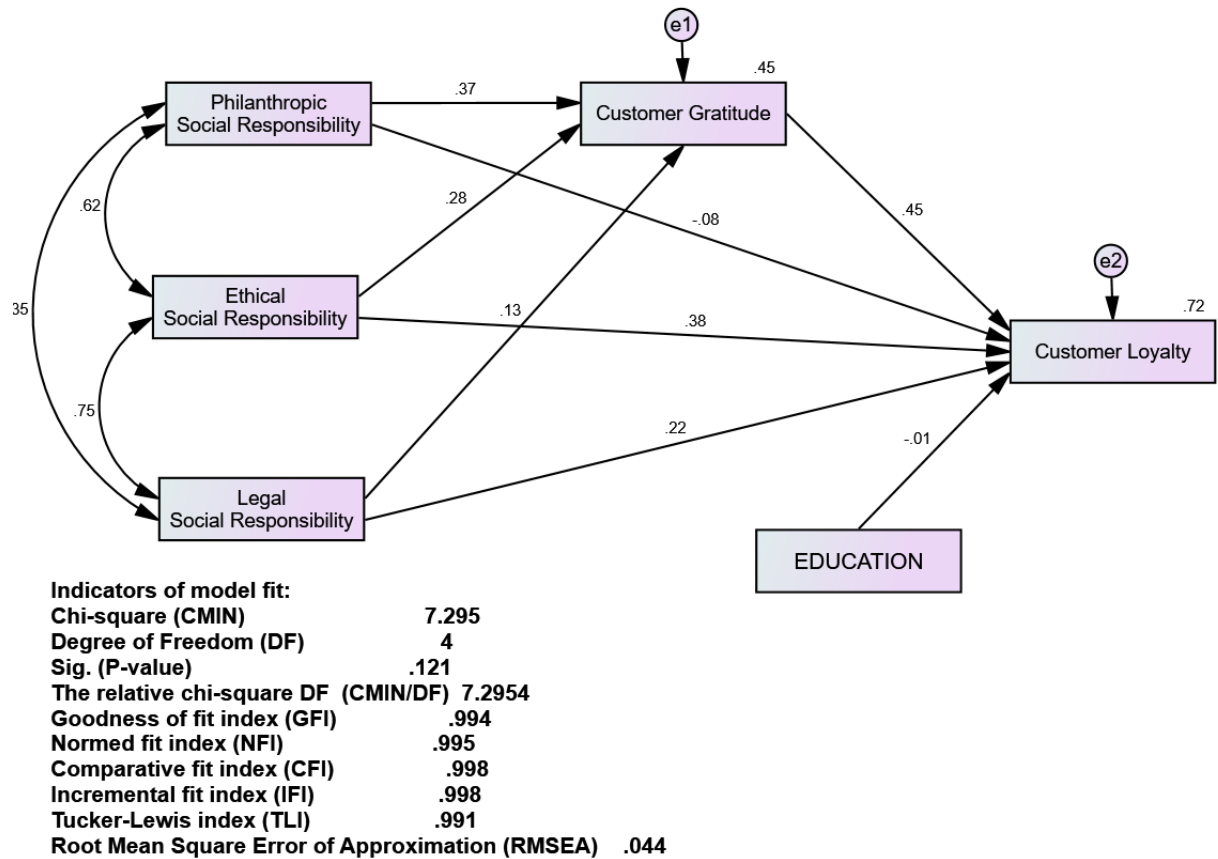 e1
.45
Philanthropic
Social Responsibility
.37
Customer Gratitude
.62
.28
-.08
.45
e2
Ethical
Social Responsibility
35
.13
.38
.72
Customer Loyalty
.75
.22
-.01
Legal
Social Responsibility
EDUCATION
Indicators of model fit:
Chi-square (CMIN) 7.295
Degree of Freedom (DF) 4
Sig. (P-value) .121
The relative chi-square DF (CMIN/DF) 7.2954
Goodness of fit index (GFI) .994
Normed fit index (NFI) .995
Comparative fit index (CFI) .998
Incremental fit index (IFI) .998
Tucker-Lewis index (TLI) .991
Root Mean Square Error of Approximation (RMSEA) .044